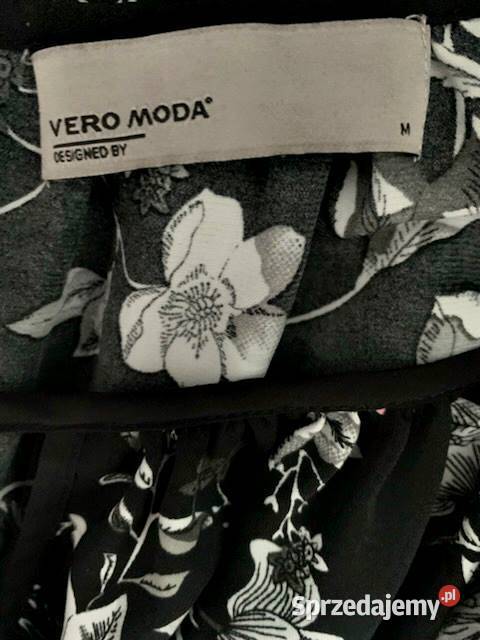 VERO MODA®
DESIGNED BY
M
Sprzedajemy.pl